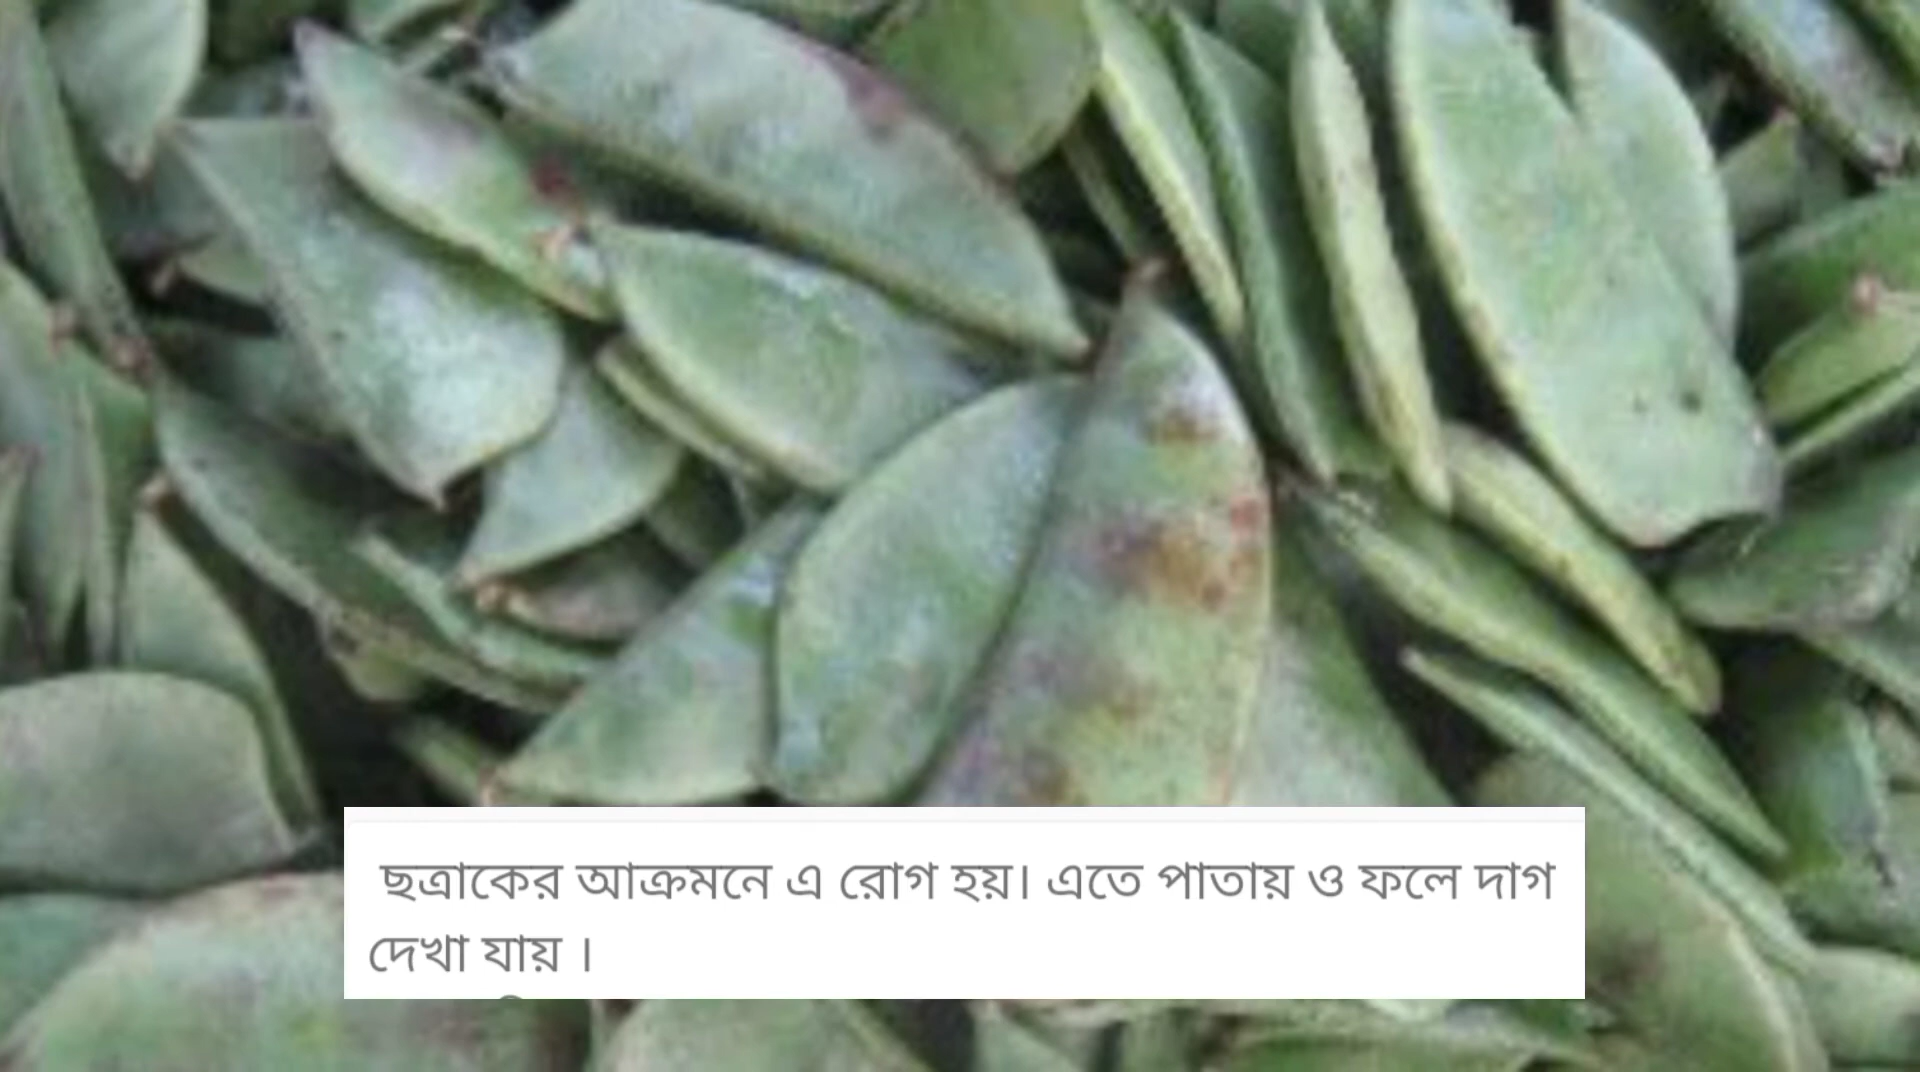 ছত্রাকের আক্রমনে এ রোগ হয়। এতে পাতায় ও ফলে দাগ
দেখা যায় ।